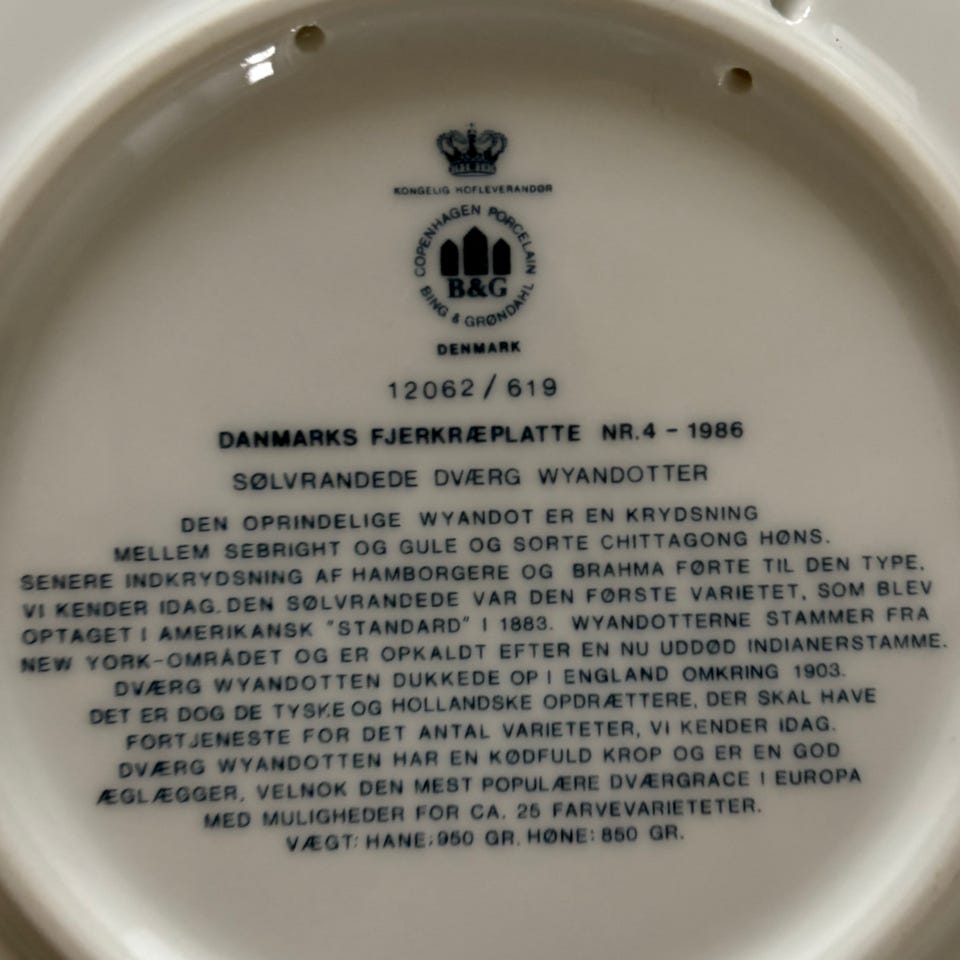 KONGELIG HOFLEVERANDØR
COPENHAGEN PORCELAIN
B&G
BING & GRØNDAHL
DENMARK
12062/619
DANMARKS FJERKRÆPLATTE NR.4 - 1986
SØLVRANDEDE DVÆRG WYANDOTTER
DEN OPRINDELIGE WYANDOT ER EN KRYDSNING
MELLEM SEBRIGHT OG GULE OG SORTE CHITTAGONG HØNS.
SENERE INDKRYDSNING AF HAMBORGERE OG BRAHMA FØRTE TIL DEN TYPE,
VI KENDER IDAG. DEN SØLVRANDEDE VAR DEN FØRSTE VARIETET, SOM BLEV
OPTAGET I AMERIKANSK "STANDARD" I 1883. WYANDOTTERNE STAMMER FRA
NEW YORK-OMRÅDET OG ER OPKALDT EFTER EN NU UDDØD INDIANERSTAMME.
DVÆRG WYANDOTTEN DUKKEDE OP I ENGLAND OMKRING 1903.
DET ER DOG DE TYSKE OG HOLLANDSKE OPDRÆTTERE, DER SKAL HAVE
FORTJENESTE FOR DET ANTAL VARIETETER, VI KENDER IDAG.
DVÆRG WYANDOTTEN HAR EN KØDFULD KROP OG ER EN GOD
ÆGLÆGGER, VELNOK DEN MEST POPULÆRE DVÆRGRACE I EUROPA
MED MULIGHEDER FOR CA. 25 FARVEVARIETETER.
VÆGT: HANE: 950 GR. HØNE: 850 GR.